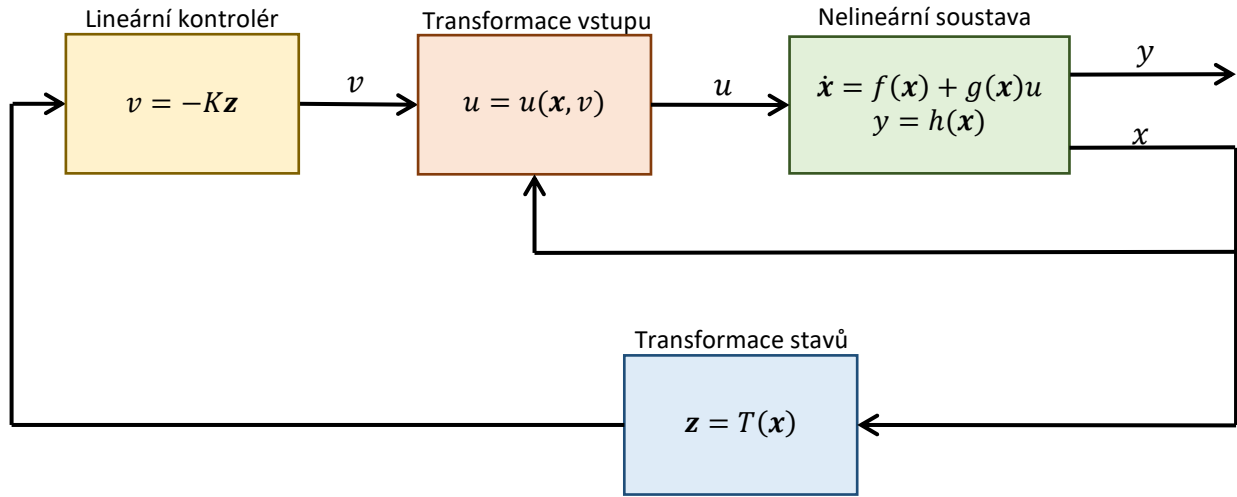 Lineární kontrolér
v = −Kz
v
Transformace vstupu
u = u(x, v)
u
Nelineární soustava
ẋ = f(x) + g(x)u
y = h(x)
y
x
Transformace stavů
z = T(x)